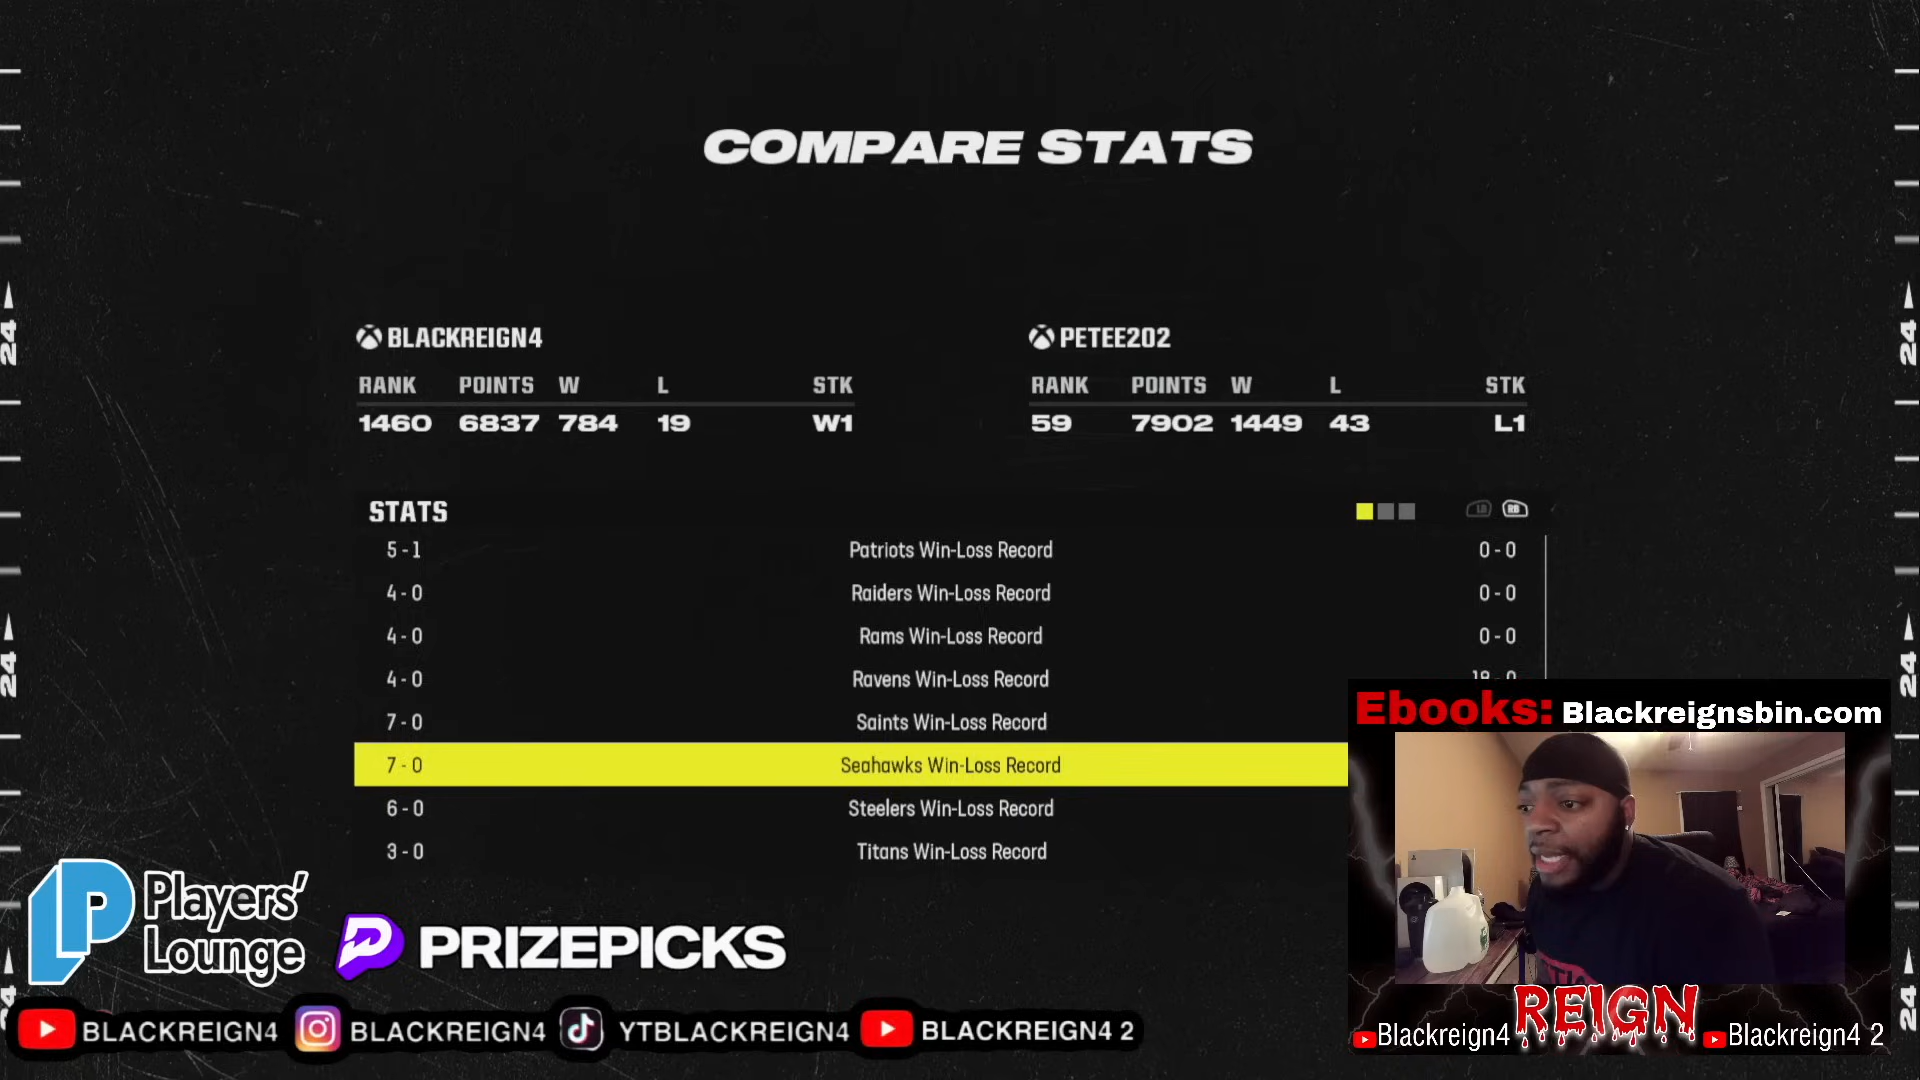 COMPARE STATS
BLACKREIGN4
RANK POINTS W L STK
1460 6837 784 19 W1
PETEE202
RANK POINTS W L STK
59 7902 1449 43 L1
STATS
LB RB
5 - 1 Patriots Win-Loss Record 0 - 0
4 - 0 Raiders Win-Loss Record 0 - 0
4 - 0 Rams Win-Loss Record 0 - 0
4 - 0 Ravens Win-Loss Record
7 - 0 Saints Win-Loss Record
7 - 0 Seahawks Win-Loss Record
6 - 0 Steelers Win-Loss Record
3 - 0 Titans Win-Loss Record
Ebooks: Blackreignsbin.com
REIGN
Blackreign4
Blackreign4 2
Players'
Lounge
PRIZEPICKS
BLACKREIGN4
BLACKREIGN4
YTBLACKREIGN4
BLACKREIGN4 2
24
24
24
24
24
24